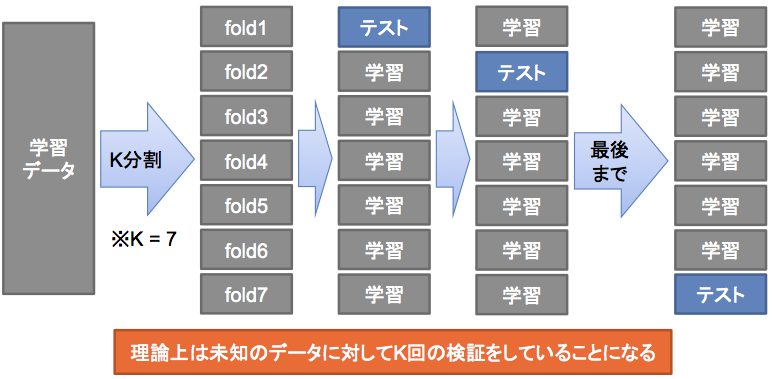 学習
データ
K分割
※K = 7
fold1
fold2
fold3
fold4
fold5
fold6
fold7
テスト
学習
学習
学習
学習
学習
学習
学習
テスト
学習
学習
学習
学習
学習
最後
まで
学習
学習
学習
学習
学習
学習
テスト
理論上は未知のデータに対してK回の検証をしていることになる